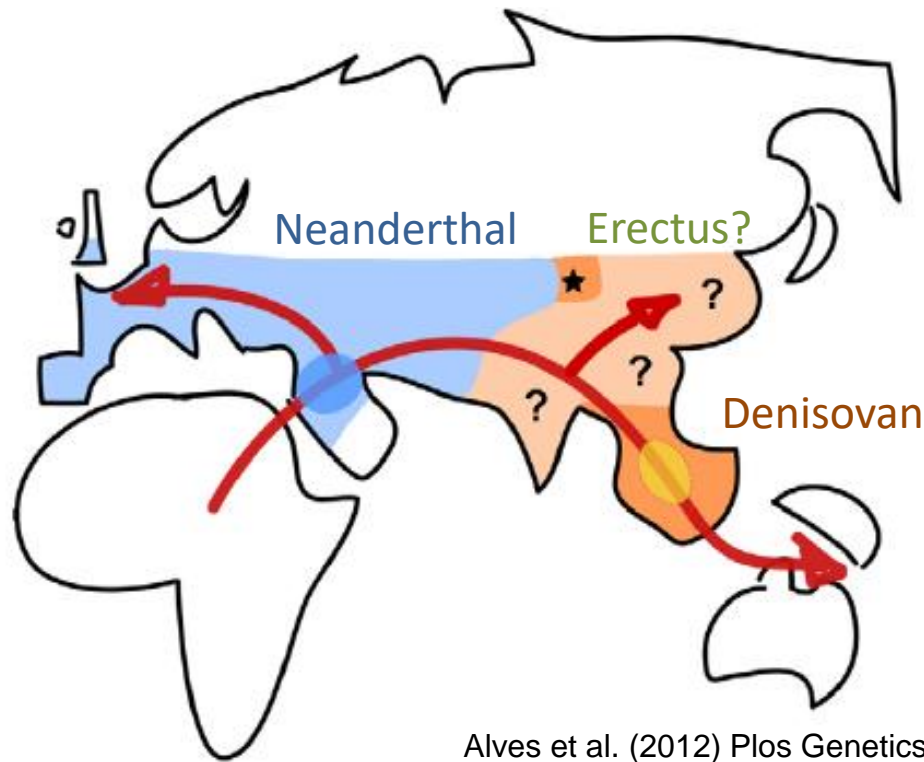 Neanderthal Erectus?
?
?
?
Denisovan
Alves et al. (2012) Plos Genetics